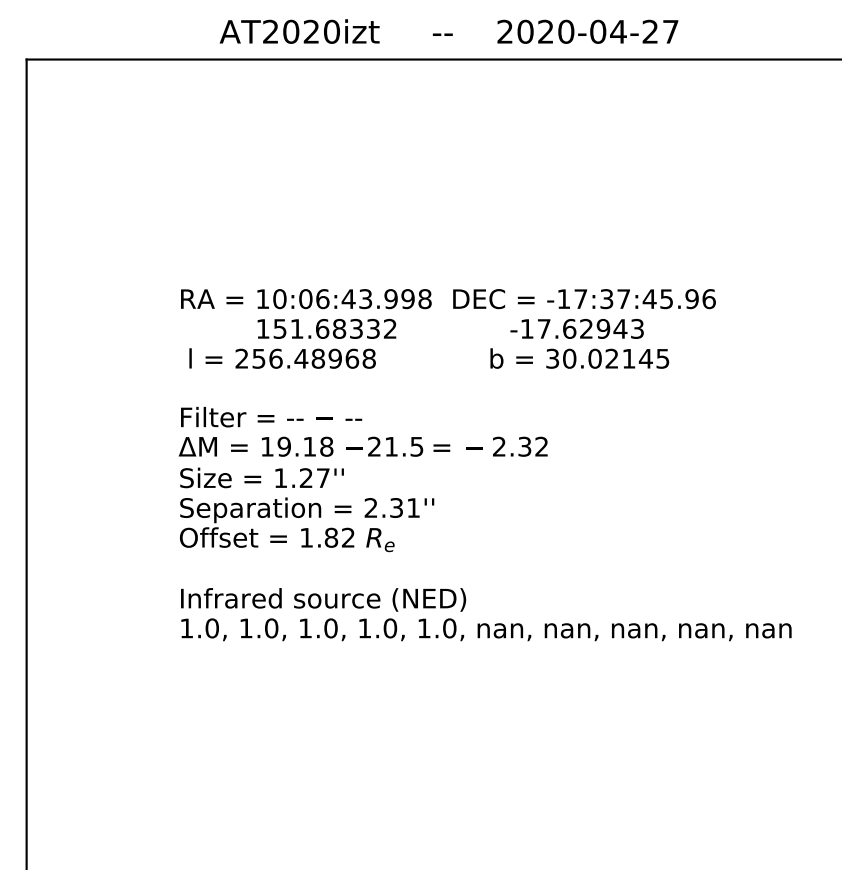 AT2020izt -- 2020-04-27
RA = 10:06:43.998 DEC = -17:37:45.96
151.68332 -17.62943
l = 256.48968 b = 30.02145
Filter = -- − --
ΔM = 19.18 −21.5 = − 2.32
Size = 1.27''
Separation = 2.31''
Offset = 1.82 Rₑ
Infrared source (NED)
1.0, 1.0, 1.0, 1.0, 1.0, nan, nan, nan, nan, nan